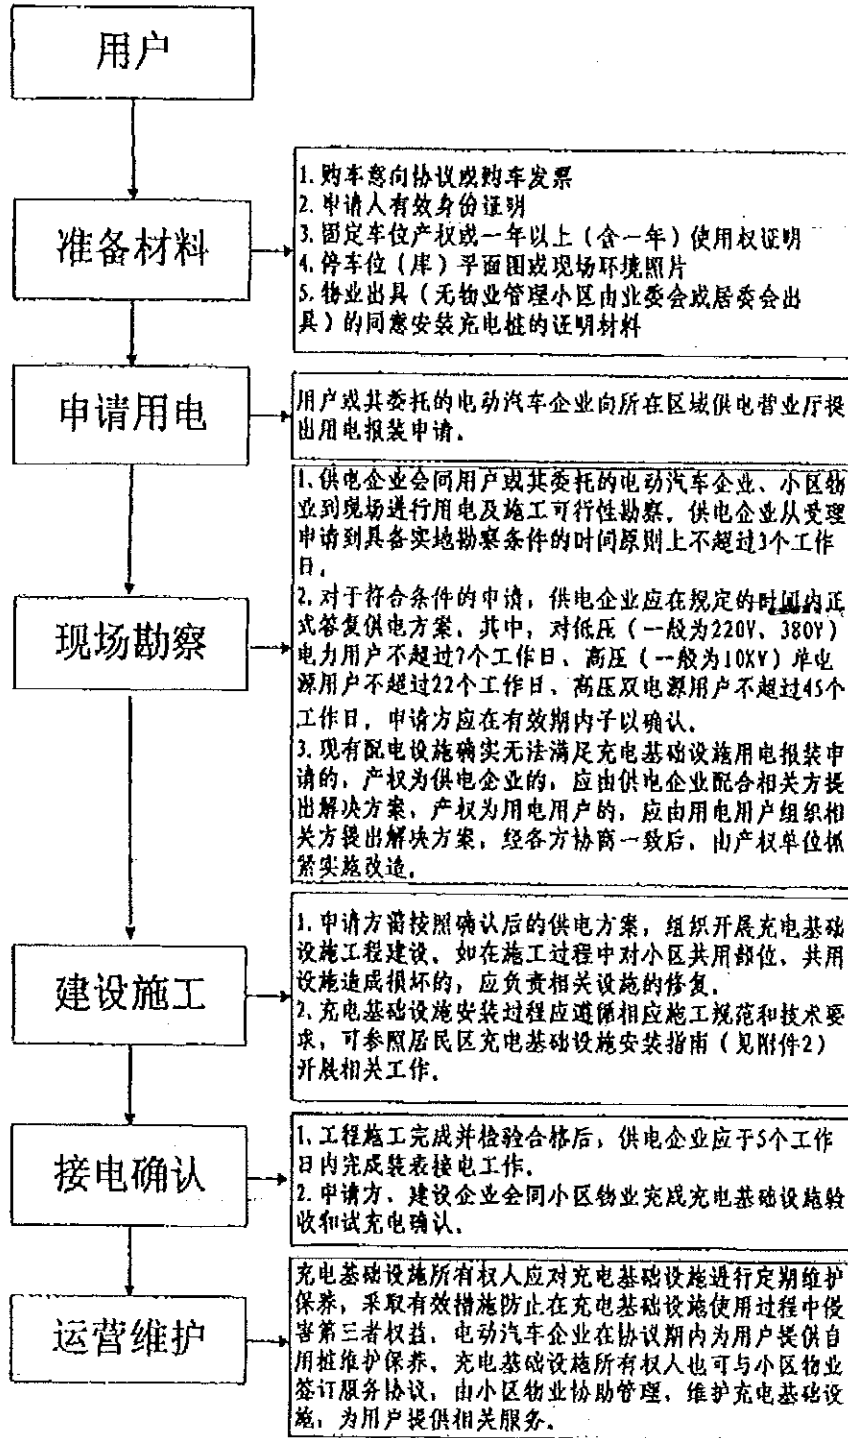 用户
准备材料
1. 购车意向协议或购车发票
2. 申请人有效身份证明
3. 固定车位产权或一年以上（含一年）使用权证明
4. 停车位（库）平面图或现场环境照片
5. 物业出具（无物业管理小区由业委会或居委会出
具）的同意安装充电桩的证明材料
申请用电
用户或其委托的电动汽车企业向所在区域供电营业厅提
出用电报装申请。
现场勘察
1. 供电企业会同用户或其委托的电动汽车企业、小区物
业到现场进行用电及施工可行性勘察，供电企业从受理
申请到具备实地勘察条件的时间原则上不超过3个工作
日。
2. 对于符合条件的申请，供电企业应在规定的时间内正
式答复供电方案，其中，对低压（一般为220V、380V）
电力用户不超过7个工作日、高压（一般为10KV）单电
源用户不超过22个工作日、高压双电源用户不超过45个
工作日，申请方应在有效期内予以确认。
3. 现有配电设施确实无法满足充电基础设施用电报装申
请的，产权为供电企业的，应由供电企业配合相关方提
出解决方案，产权为用电用户的，应由用电用户组织相
关方提出解决方案，经各方协商一致后，由产权单位抓
紧实施改造。
建设施工
1. 申请方需按照确认后的供电方案，组织开展充电基础
设施工程建设，如在施工过程中对小区共用部位、共用
设施造成损坏的，应负责相关设施的修复。
2. 充电基础设施安装过程应遵循相应施工规范和技术要
求，可参照居民区充电基础设施安装指南（见附件2）
开展相关工作。
接电确认
1. 工程施工完成并检验合格后，供电企业应于5个工作
日内完成装表接电工作。
2. 申请方、建设企业会同小区物业完成充电基础设施验
收和试充电确认。
运营维护
充电基础设施所有权人应对充电基础设施进行定期维护
保养，采取有效措施防止在充电基础设施使用过程中侵
害第三者权益，电动汽车企业在协议期内为用户提供自
用桩维护保养，充电基础设施所有权人也可与小区物业
签订服务协议，由小区物业协助管理、维护充电基础设
施，为用户提供相关服务。